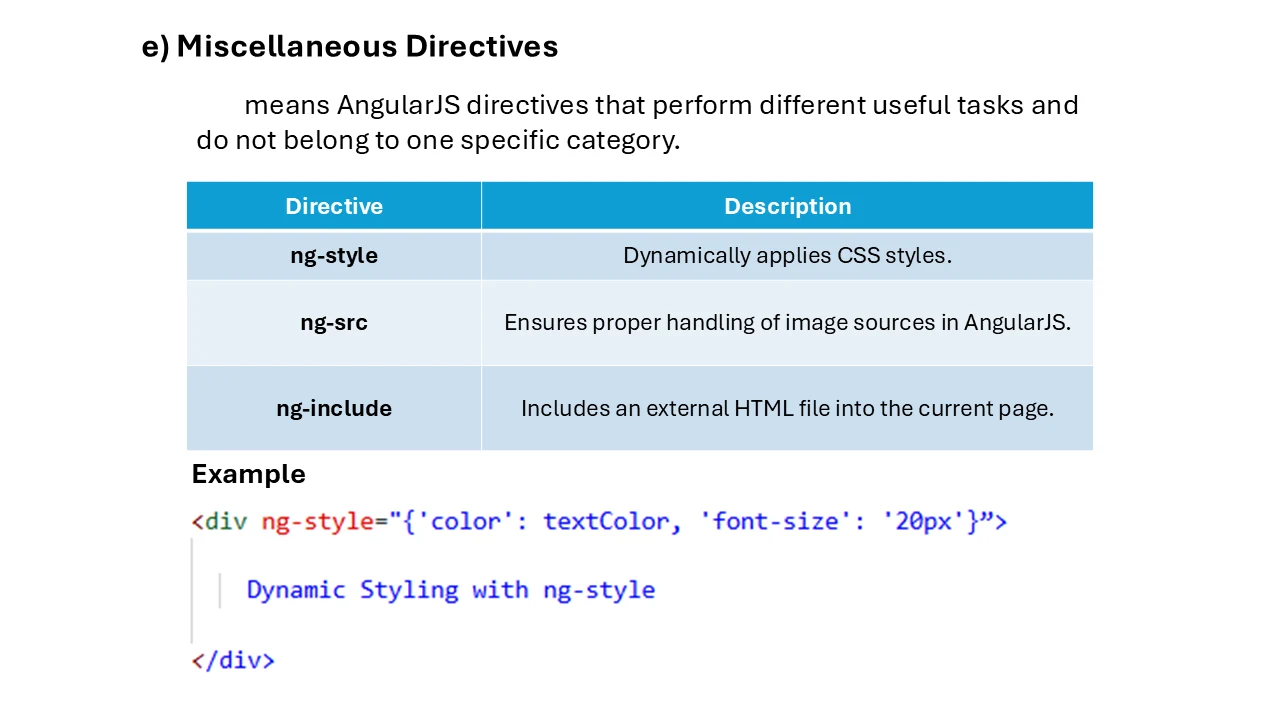 e) Miscellaneous Directives
means AngularJS directives that perform different useful tasks and
do not belong to one specific category.
Directive Description
ng-style Dynamically applies CSS styles.
ng-src Ensures proper handling of image sources in AngularJS.
ng-include Includes an external HTML file into the current page.
Example
<div ng-style="{'color': textColor, 'font-size': '20px'}”>
Dynamic Styling with ng-style
</div>